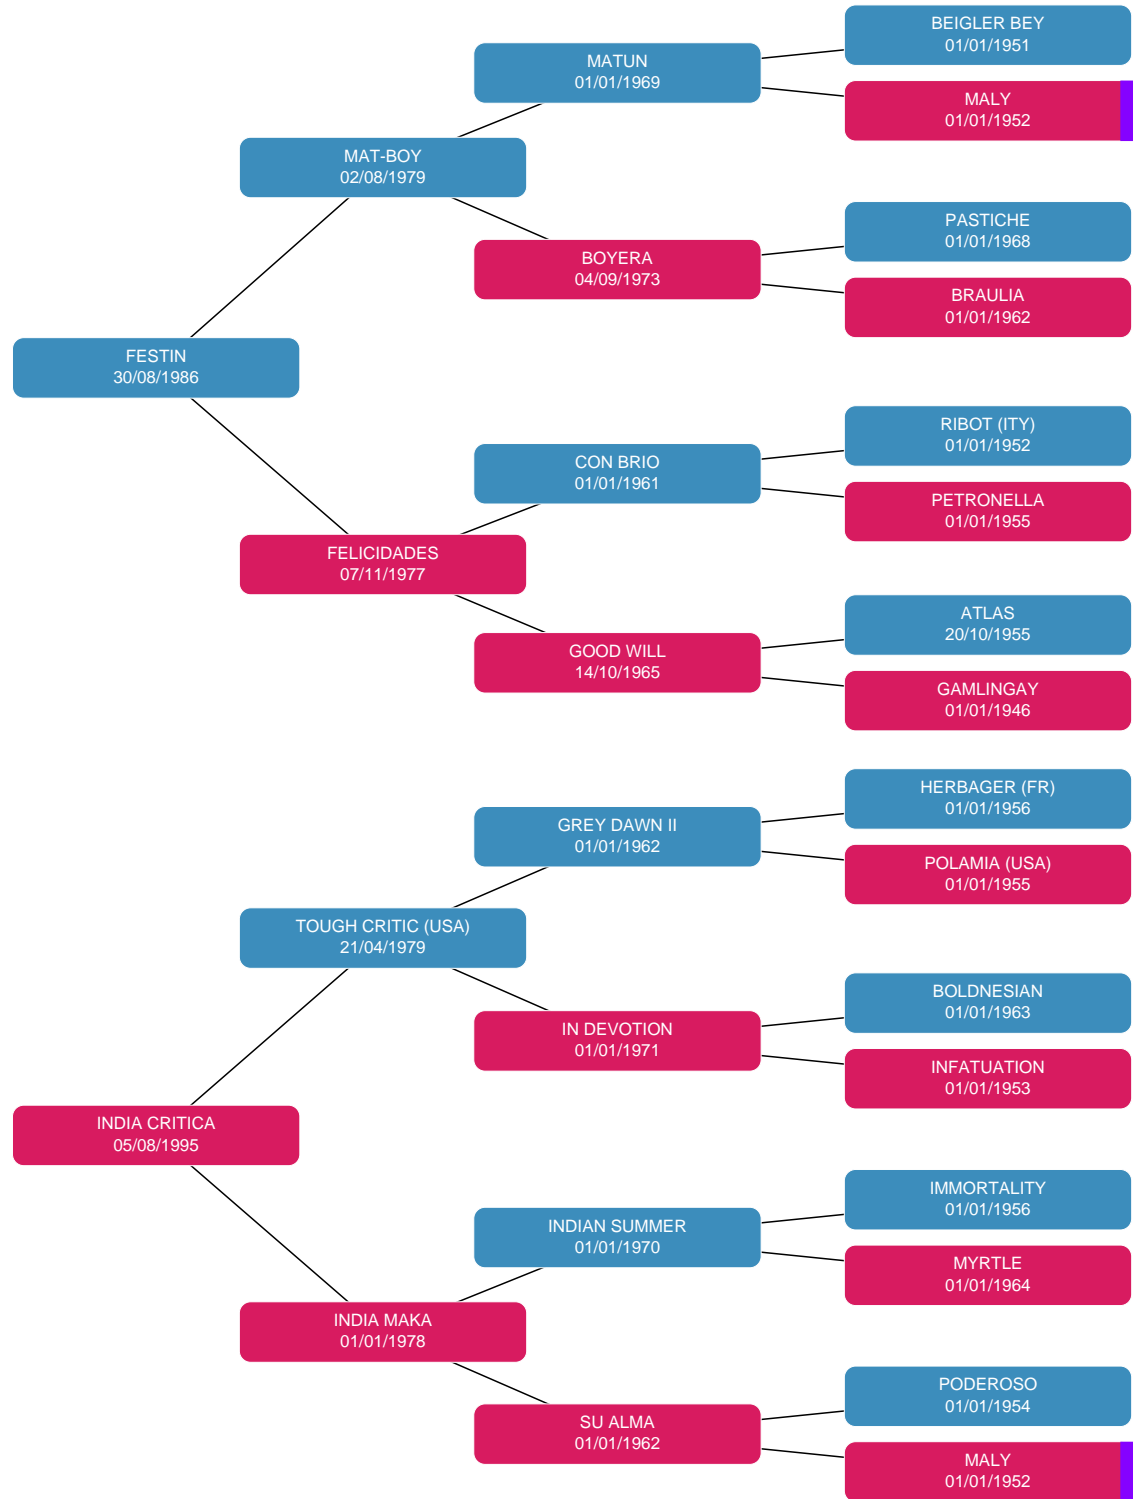 BEIGLER BEY
01/01/1951
MATUN
01/01/1969
MALY
01/01/1952
MAT-BOY
02/08/1979
PASTICHE
01/01/1968
BOYERA
04/09/1973
BRAULIA
01/01/1962
FESTIN
30/08/1986
RIBOT (ITY)
01/01/1952
CON BRIO
01/01/1961
PETRONELLA
01/01/1955
FELICIDADES
07/11/1977
ATLAS
20/10/1955
GOOD WILL
14/10/1965
GAMLINGAY
01/01/1946
HERBAGER (FR)
01/01/1956
GREY DAWN II
01/01/1962
POLAMIA (USA)
01/01/1955
TOUGH CRITIC (USA)
21/04/1979
BOLDNESIAN
01/01/1963
IN DEVOTION
01/01/1971
INFATUATION
01/01/1953
INDIA CRITICA
05/08/1995
IMMORTALITY
01/01/1956
INDIAN SUMMER
01/01/1970
MYRTLE
01/01/1964
INDIA MAKA
01/01/1978
PODEROSO
01/01/1954
SU ALMA
01/01/1962
MALY
01/01/1952